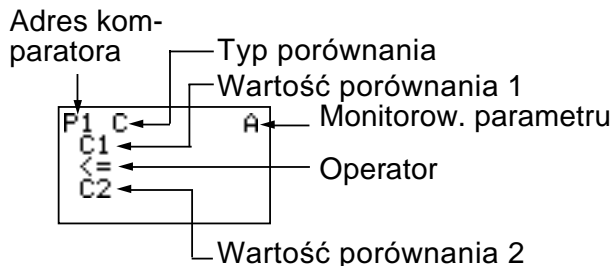 Adres kom-
paratora
Typ porównania
Wartość porównania 1
P1 C A
Monitorow. parametru
C1
<=
Operator
C2
Wartość porównania 2